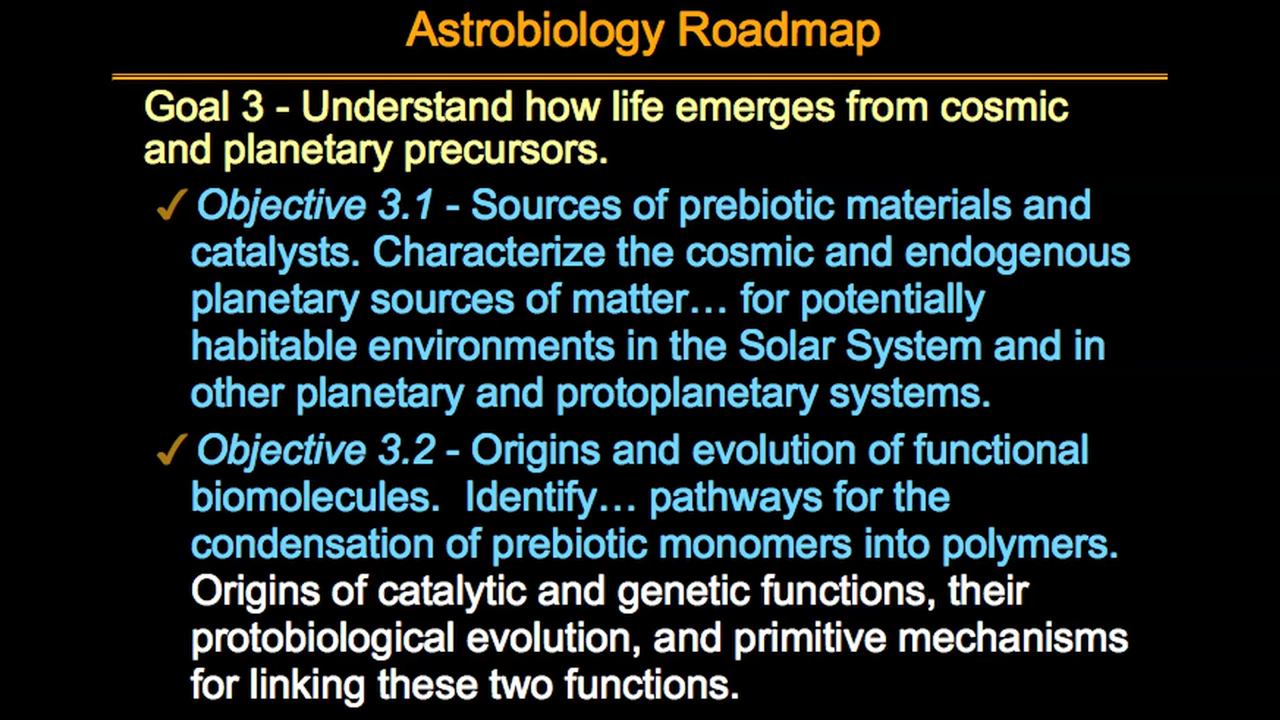 Astrobiology Roadmap
Goal 3 - Understand how life emerges from cosmic
and planetary precursors.
✓ Objective 3.1 - Sources of prebiotic materials and
catalysts. Characterize the cosmic and endogenous
planetary sources of matter… for potentially
habitable environments in the Solar System and in
other planetary and protoplanetary systems.
✓ Objective 3.2 - Origins and evolution of functional
biomolecules.  Identify… pathways for the
condensation of prebiotic monomers into polymers.
Origins of catalytic and genetic functions, their
protobiological evolution, and primitive mechanisms
for linking these two functions.